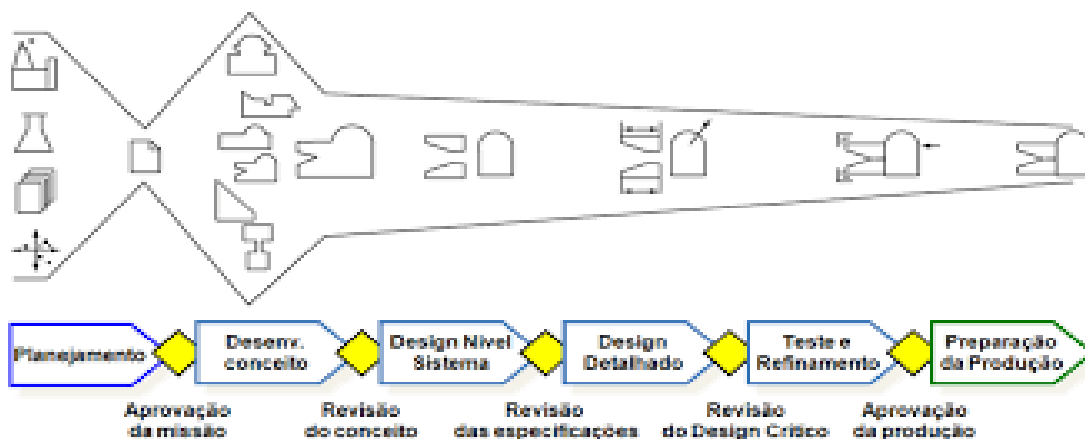 Planejamento
Desenv.
conceito
Design Nível
Sistema
Design
Detalhado
Teste e
Refinamento
Preparação
da Produção
Aprovação
da missão
Revisão
do conceito
Revisão
das especificações
Revisão
do Design Crítico
Aprovação
da produção